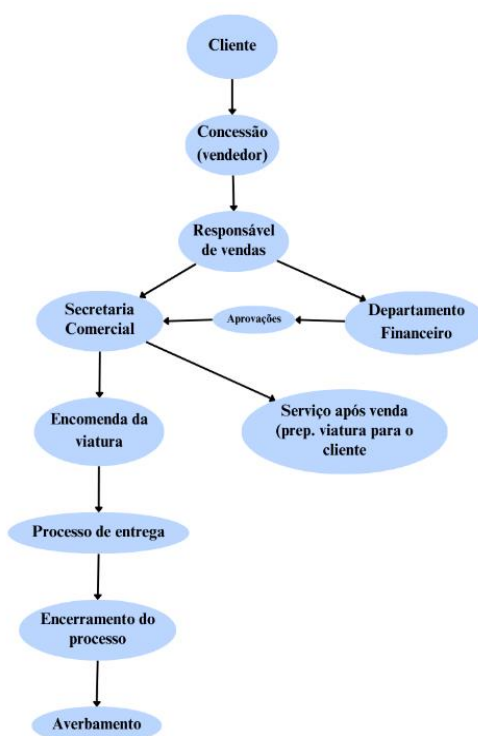 Cliente
Concessão
(vendedor)
Responsável
de vendas
Secretaria
Comercial
Aprovações
Departamento
Financeiro
Encomenda da
viatura
Serviço após venda
(prep. viatura para o
cliente
Processo de entrega
Encerramento do
processo
Averbamento